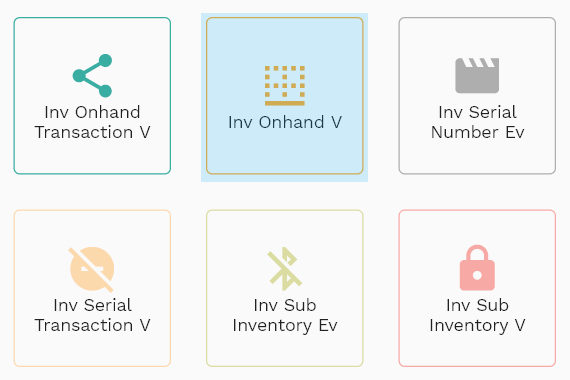 Inv Onhand
Transaction V
Inv Onhand V
Inv Serial
Number Ev
Inv Serial
Transaction V
Inv Sub
Inventory Ev
Inv Sub
Inventory V